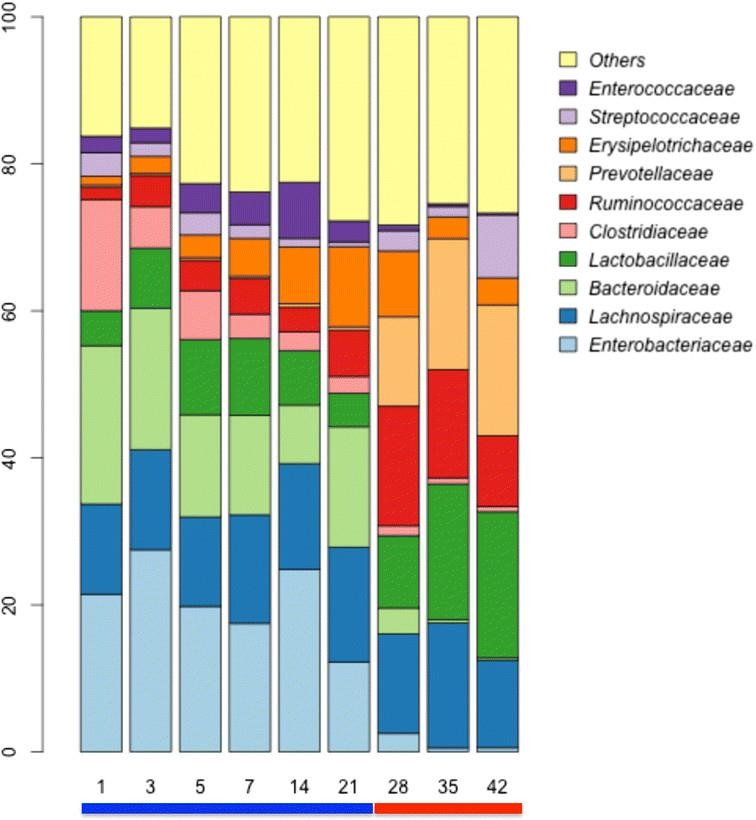 100
80
60
40
20
0
Others
Enterococcaceae
Streptococcaceae
Erysipelotrichaceae
Prevotellaceae
Ruminococcaceae
Clostridiaceae
Lactobacillaceae
Bacteroidaceae
Lachnospiraceae
Enterobacteriaceae
1 3 5 7 14 21 28 35 42